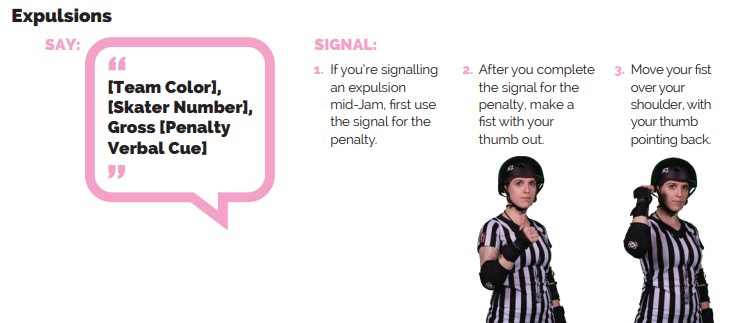 Expulsions
SAY:
“
[Team Color],
[Skater Number],
Gross [Penalty
Verbal Cue]
”
SIGNAL:
1. If you're signalling
an expulsion
mid-Jam, first use
the signal for the
penalty.
2. After you complete
the signal for the
penalty, make a
fist with your
thumb out.
3. Move your fist
over your
shoulder, with
your thumb
pointing back.